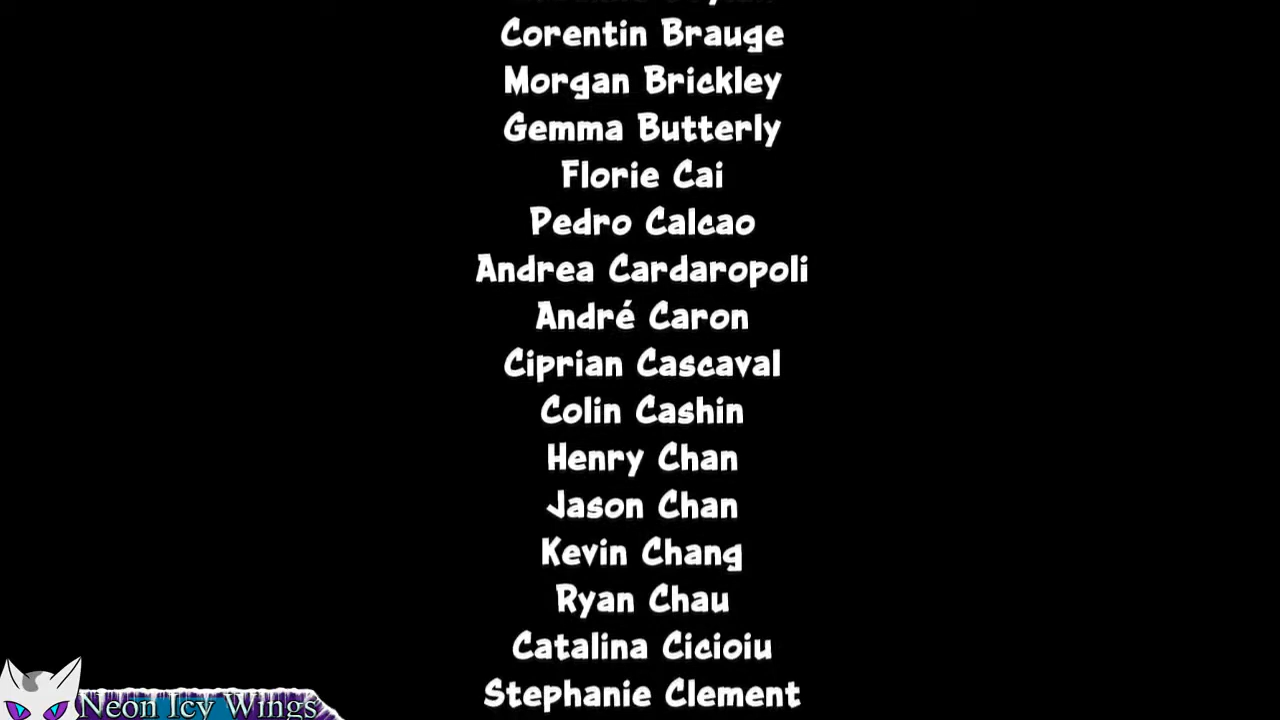 Corentin Brauge
Morgan Brickley
Gemma Butterly
Florie Cai
Pedro Calcao
Andrea Cardaropoli
André Caron
Ciprian Cascaval
Colin Cashin
Henry Chan
Jason Chan
Kevin Chang
Ryan Chau
Catalina Cicioiu
Stephanie Clement
Neon Icy Wings